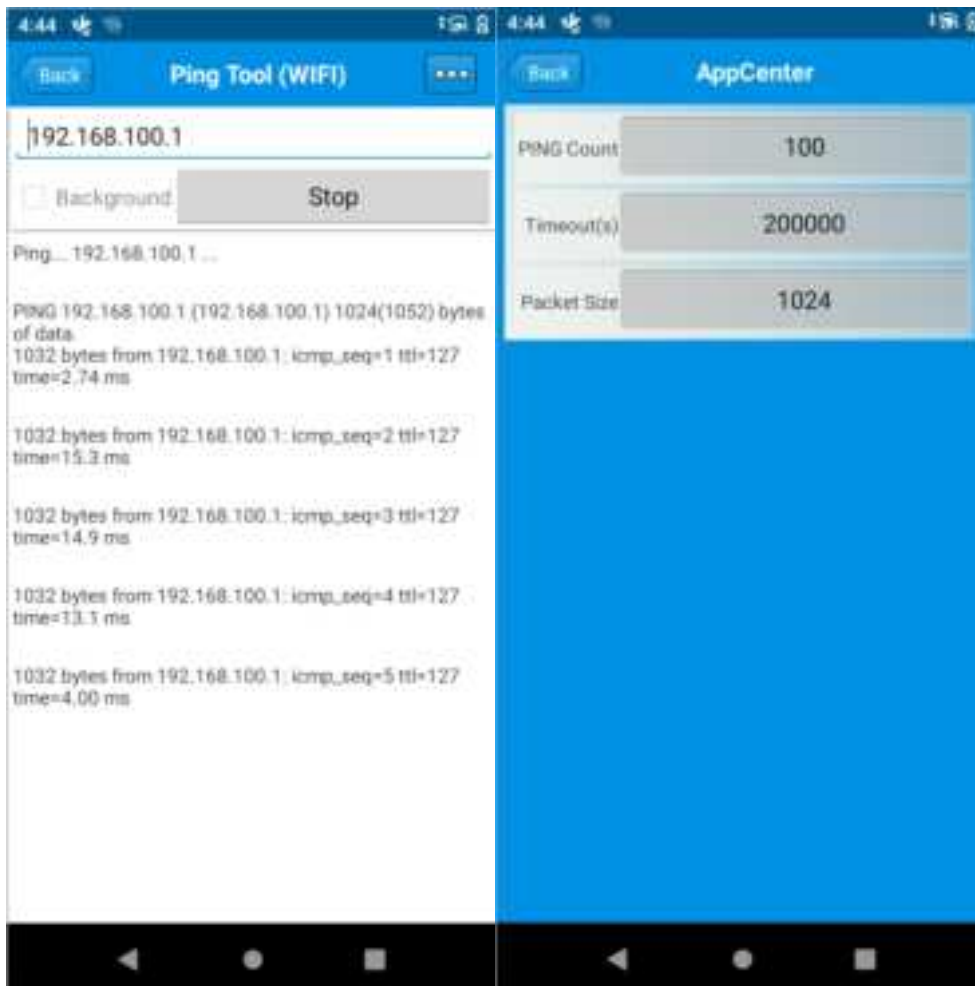 4:44
Back
Ping Tool (WIFI)
192.168.100.1
Background
Stop
Ping... 192.168.100.1 ...
PING 192.168.100.1 (192.168.100.1) 1024(1052) bytes
of data.
1032 bytes from 192.168.100.1: icmp_seq=1 ttl=127
time=2.74 ms
1032 bytes from 192.168.100.1: icmp_seq=2 ttl=127
time=15.3 ms
1032 bytes from 192.168.100.1: icmp_seq=3 ttl=127
time=14.9 ms
1032 bytes from 192.168.100.1: icmp_seq=4 ttl=127
time=13.1 ms
1032 bytes from 192.168.100.1: icmp_seq=5 ttl=127
time=4.00 ms
4:44
Back
AppCenter
PING Count
100
Timeout(s)
200000
Packet Size
1024